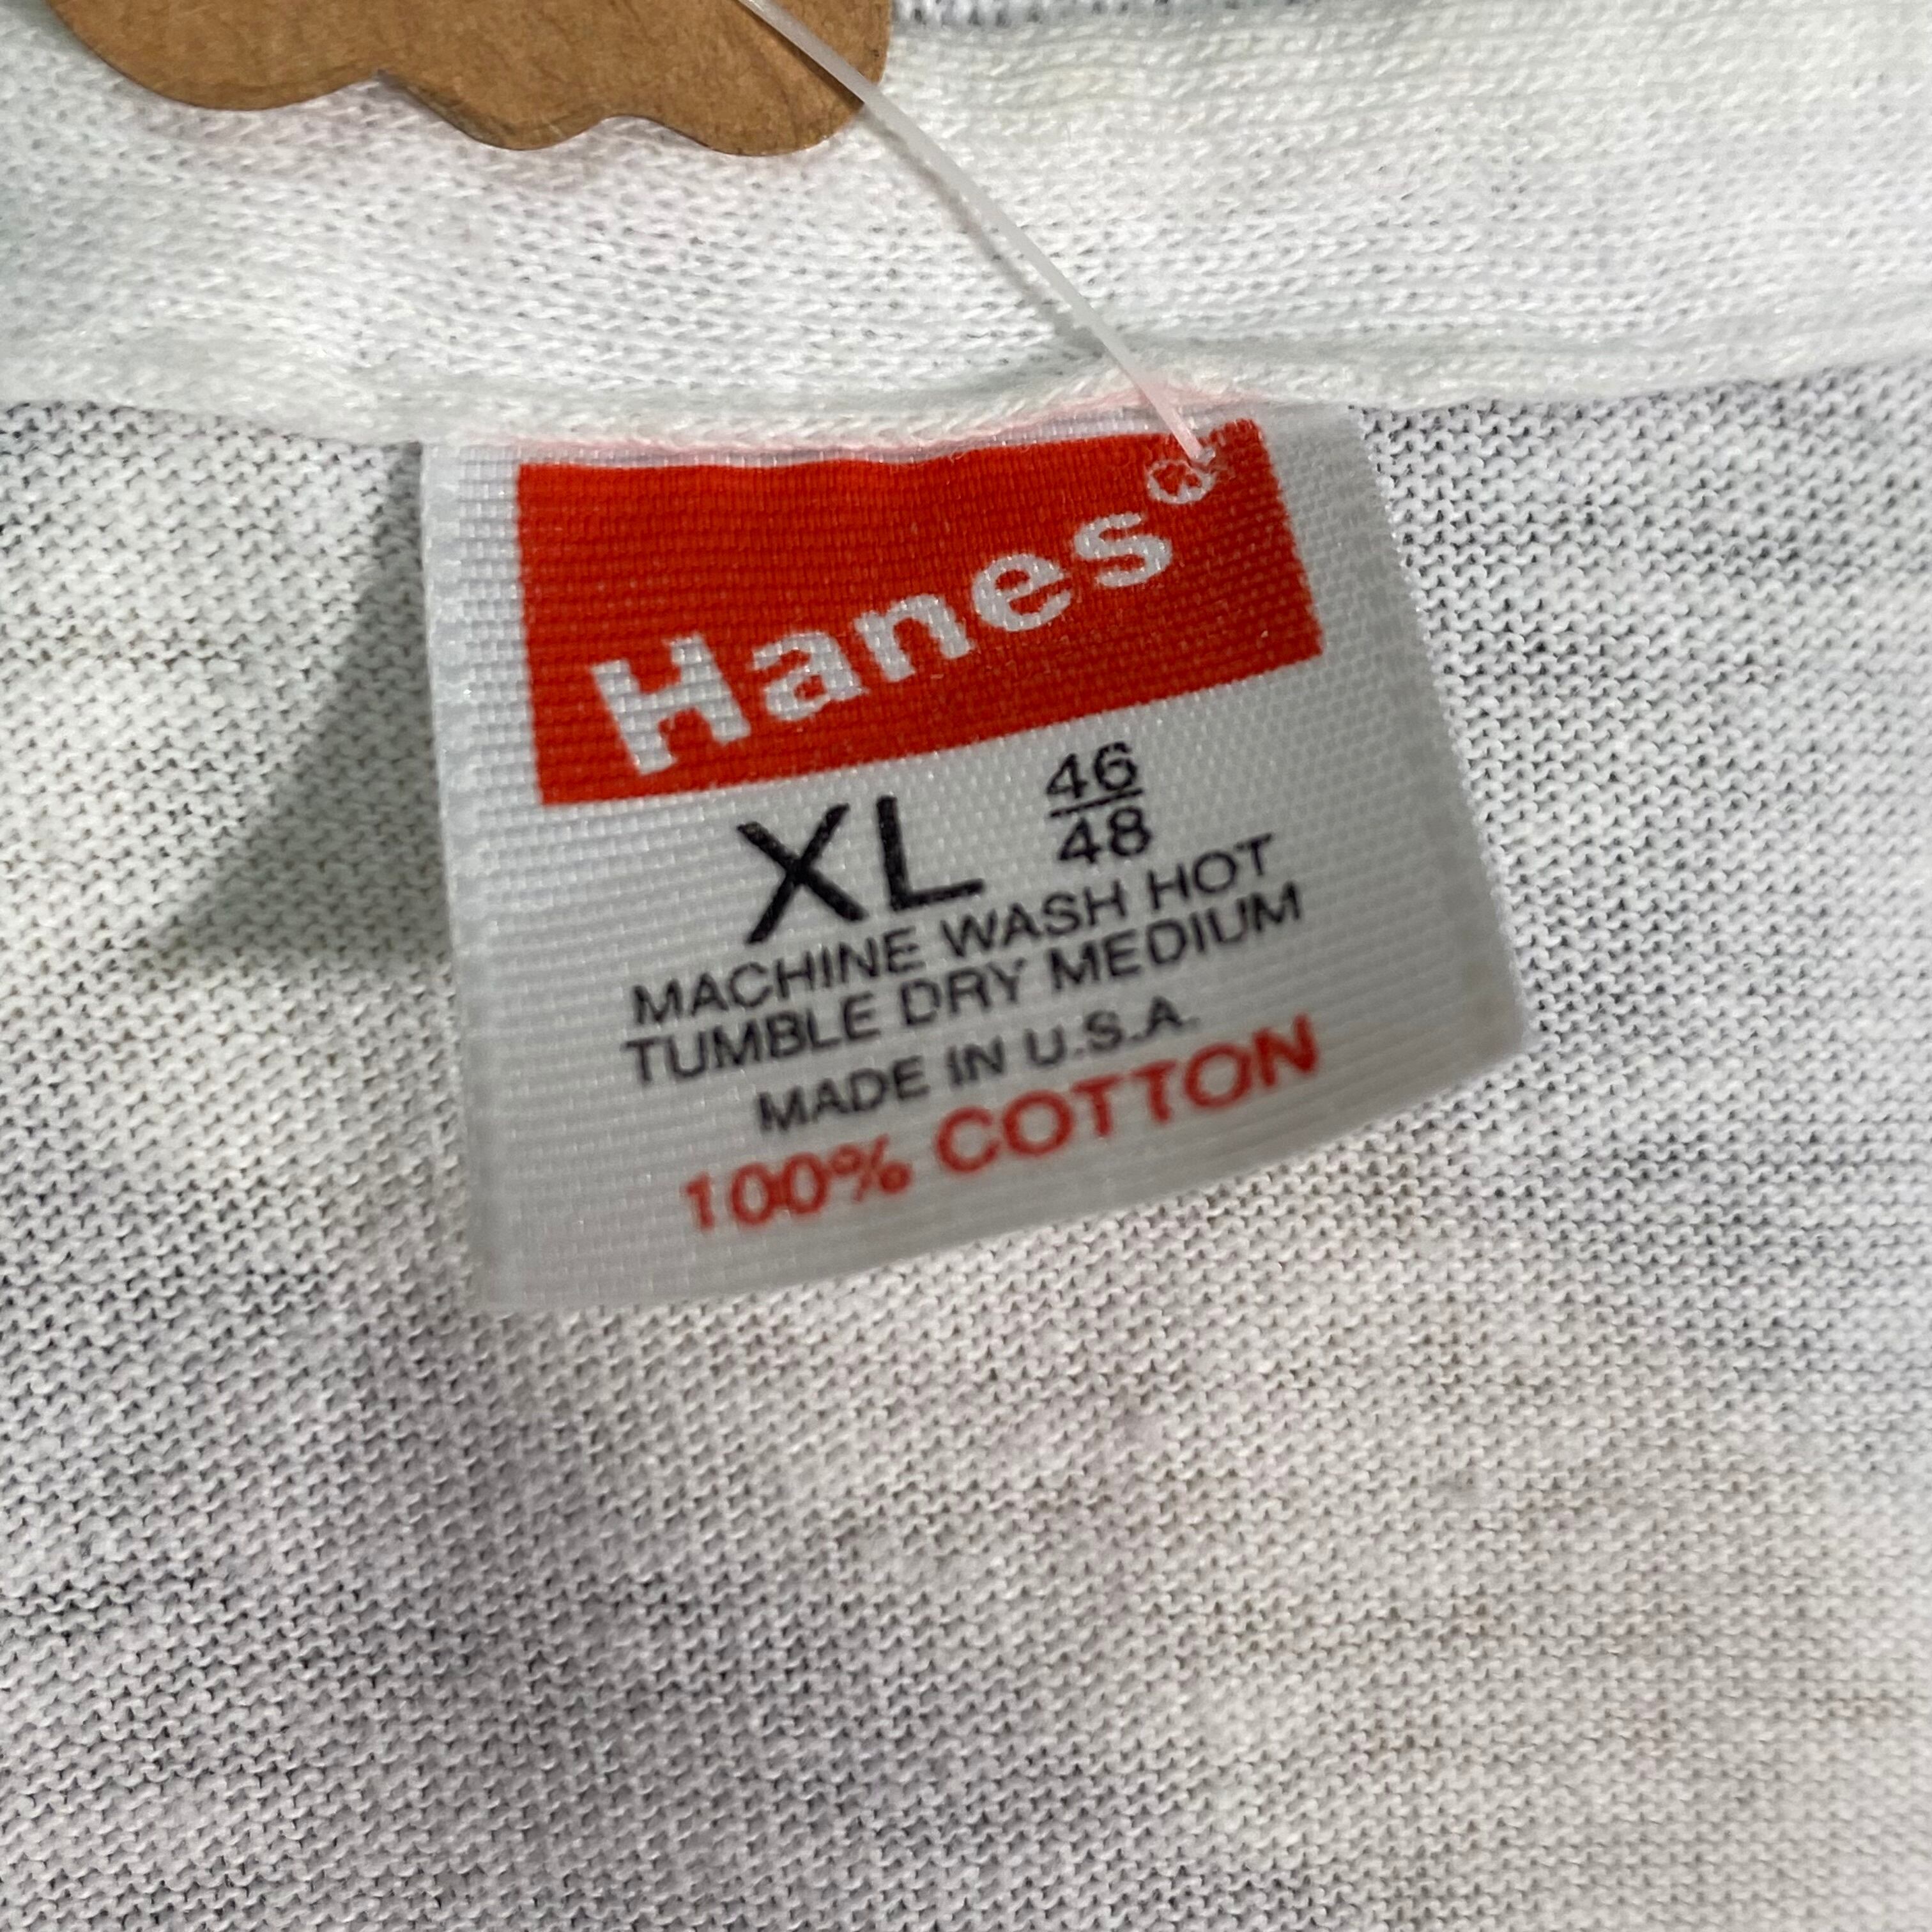 Hanes®
XL 46/48
MACHINE WASH HOT
TUMBLE DRY MEDIUM
MADE IN U.S.A.
100% COTTON